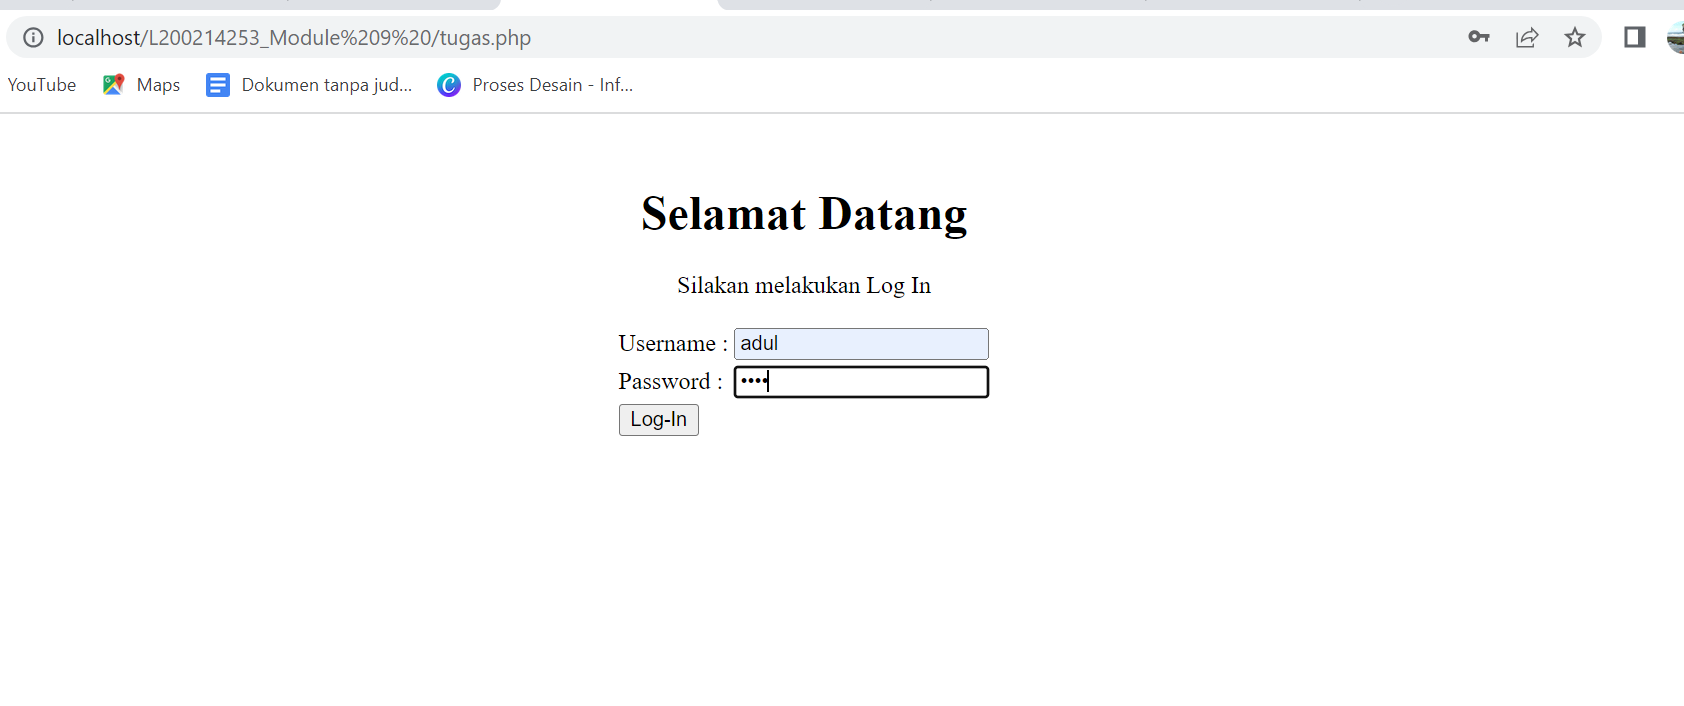 localhost/L200214253_Module%209%20/tugas.php
YouTube Maps Dokumen tanpa jud... Proses Desain - Inf...
Selamat Datang
Silakan melakukan Log In
Username : adul
Password : ••••
Log-In